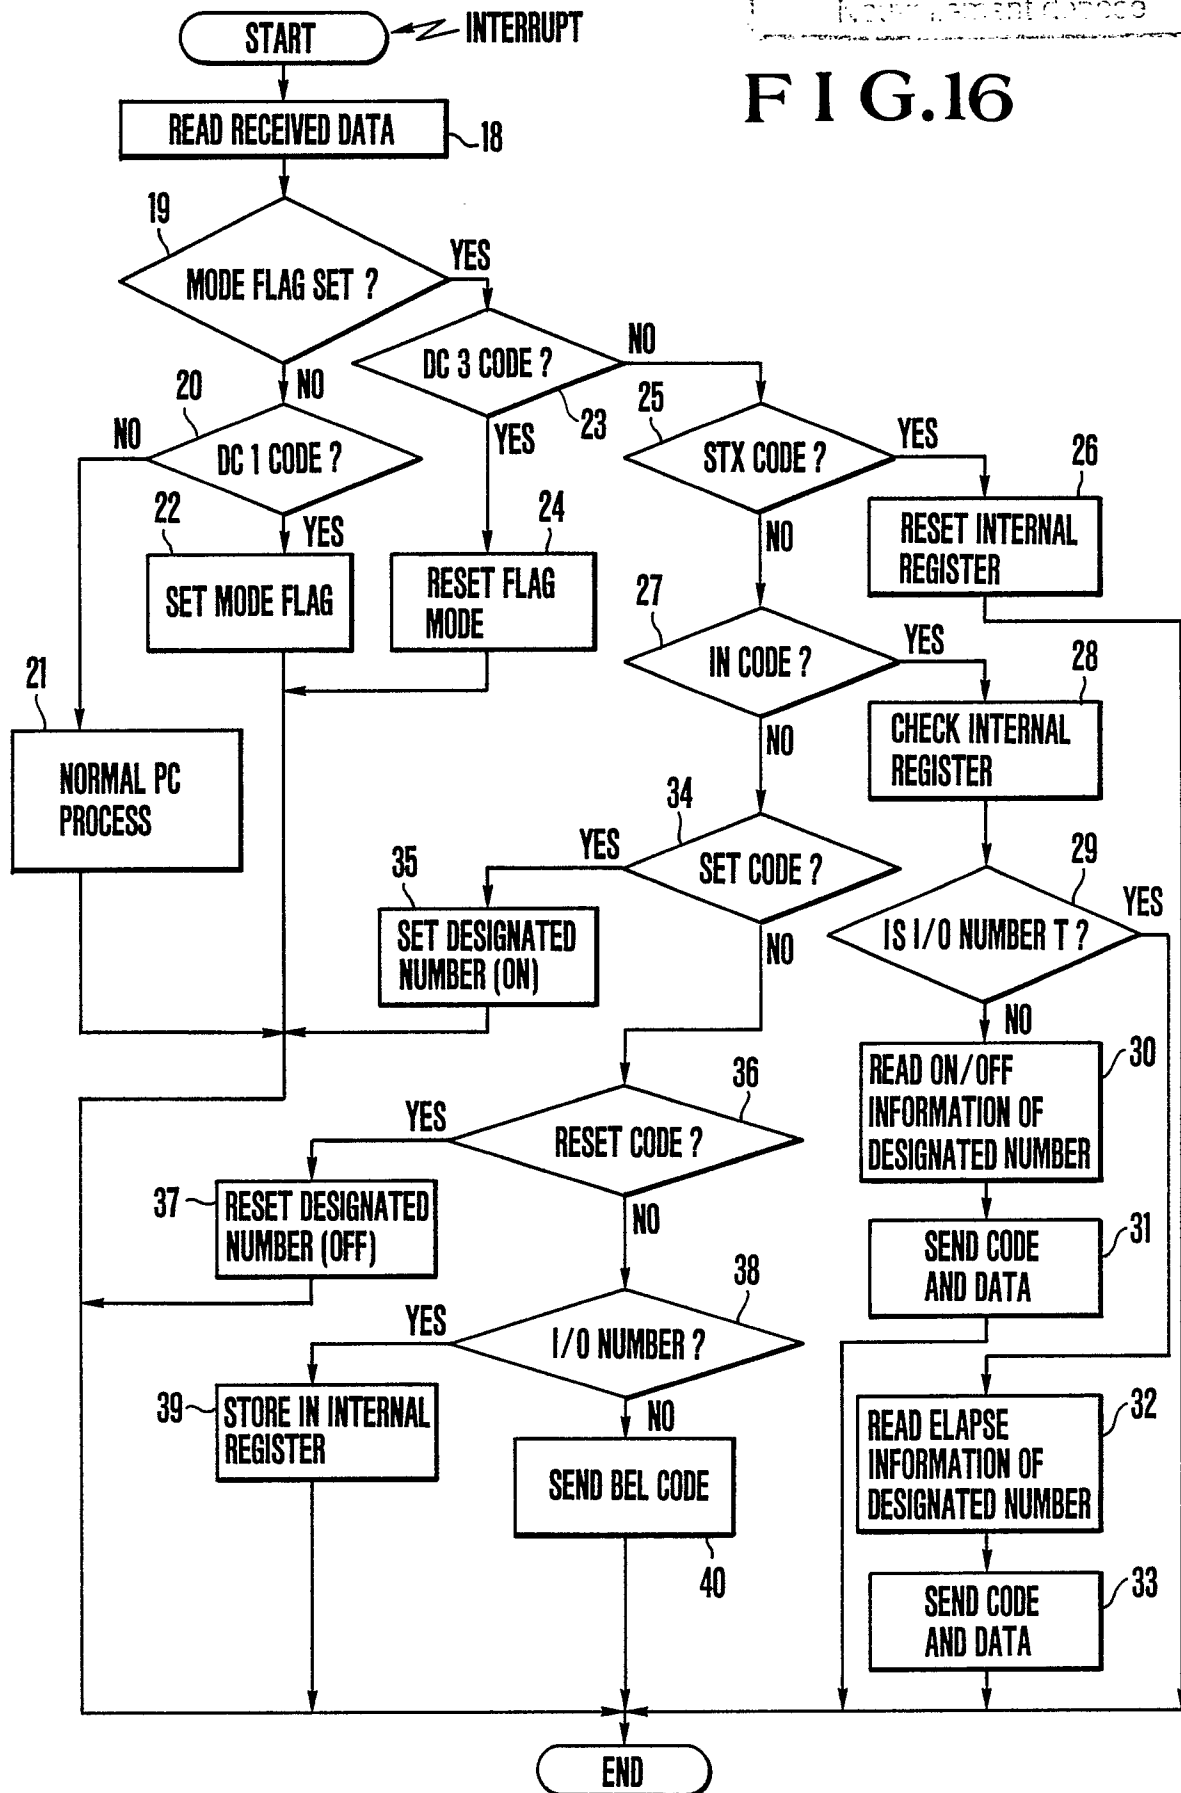 START
INTERRUPT
FIG.16
READ RECEIVED DATA
18
19
MODE FLAG SET ?
YES
NO
DC 3 CODE ?
NO
23
YES
20
NO
DC 1 CODE ?
YES
25
STX CODE ?
YES
NO
22
SET MODE FLAG
24
RESET FLAG
MODE
26
RESET INTERNAL
REGISTER
27
IN CODE ?
YES
NO
21
NORMAL PC
PROCESS
28
CHECK INTERNAL
REGISTER
34
YES
SET CODE ?
NO
35
SET DESIGNATED
NUMBER (ON)
29
YES
IS I/O NUMBER T ?
NO
30
READ ON/OFF
INFORMATION OF
DESIGNATED NUMBER
36
YES
RESET CODE ?
NO
37
RESET DESIGNATED
NUMBER (OFF)
31
SEND CODE
AND DATA
38
YES
I/O NUMBER ?
NO
39
STORE IN INTERNAL
REGISTER
32
READ ELAPSE
INFORMATION OF
DESIGNATED NUMBER
SEND BEL CODE
40
33
SEND CODE
AND DATA
END